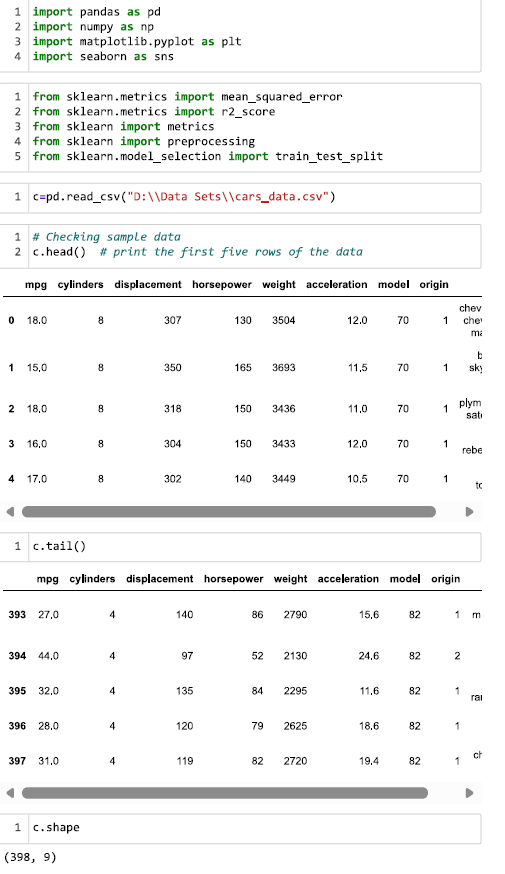 1 import pandas as pd
2 import numpy as np
3 import matplotlib.pyplot as plt
4 import seaborn as sns
1 from sklearn.metrics import mean_squared_error
2 from sklearn.metrics import r2_score
3 from sklearn import metrics
4 from sklearn import preprocessing
5 from sklearn.model_selection import train_test_split
1 c=pd.read_csv("D:\\Data Sets\\cars_data.csv")
1 # Checking sample data
2 c.head()  # print the first five rows of the data
mpg cylinders displacement horsepower weight acceleration model origin
chev
0 18.0 8 307 130 3504 12.0 70 1 chev
ma
b
1 15.0 8 350 165 3693 11.5 70 1 sky
2 18.0 8 318 150 3436 11.0 70 1 plym
sate
3 16.0 8 304 150 3433 12.0 70 1
rebe
4 17.0 8 302 140 3449 10.5 70 1
to
1 c.tail()
mpg cylinders displacement horsepower weight acceleration model origin
393 27.0 4 140 86 2790 15.6 82 1 m
394 44.0 4 97 52 2130 24.6 82 2
395 32.0 4 135 84 2295 11.6 82 1
rar
396 28.0 4 120 79 2625 18.6 82 1
397 31.0 4 119 82 2720 19.4 82 1 ch
1 c.shape
(398, 9)